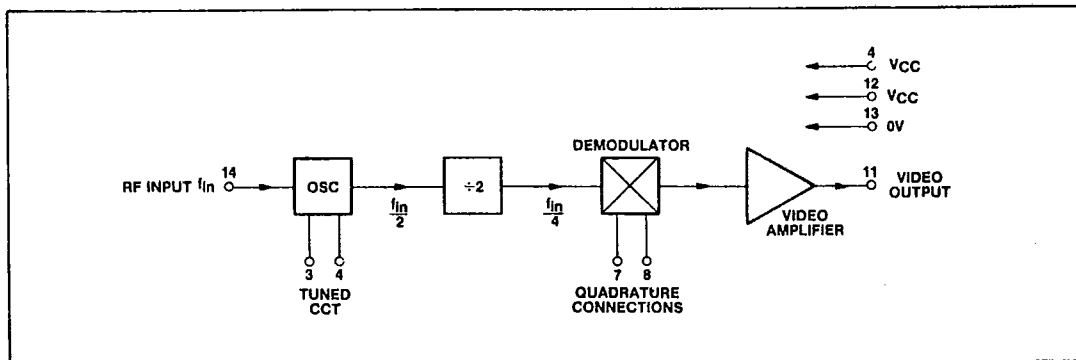 4 VCC
12 VCC
13 0V
DEMODULATOR
RF INPUT fin 14
OSC
fin/2
÷2
fin/4
11 VIDEO OUTPUT
VIDEO
AMPLIFIER
3 4
TUNED
CCT
7 8
QUADRATURE
CONNECTIONS